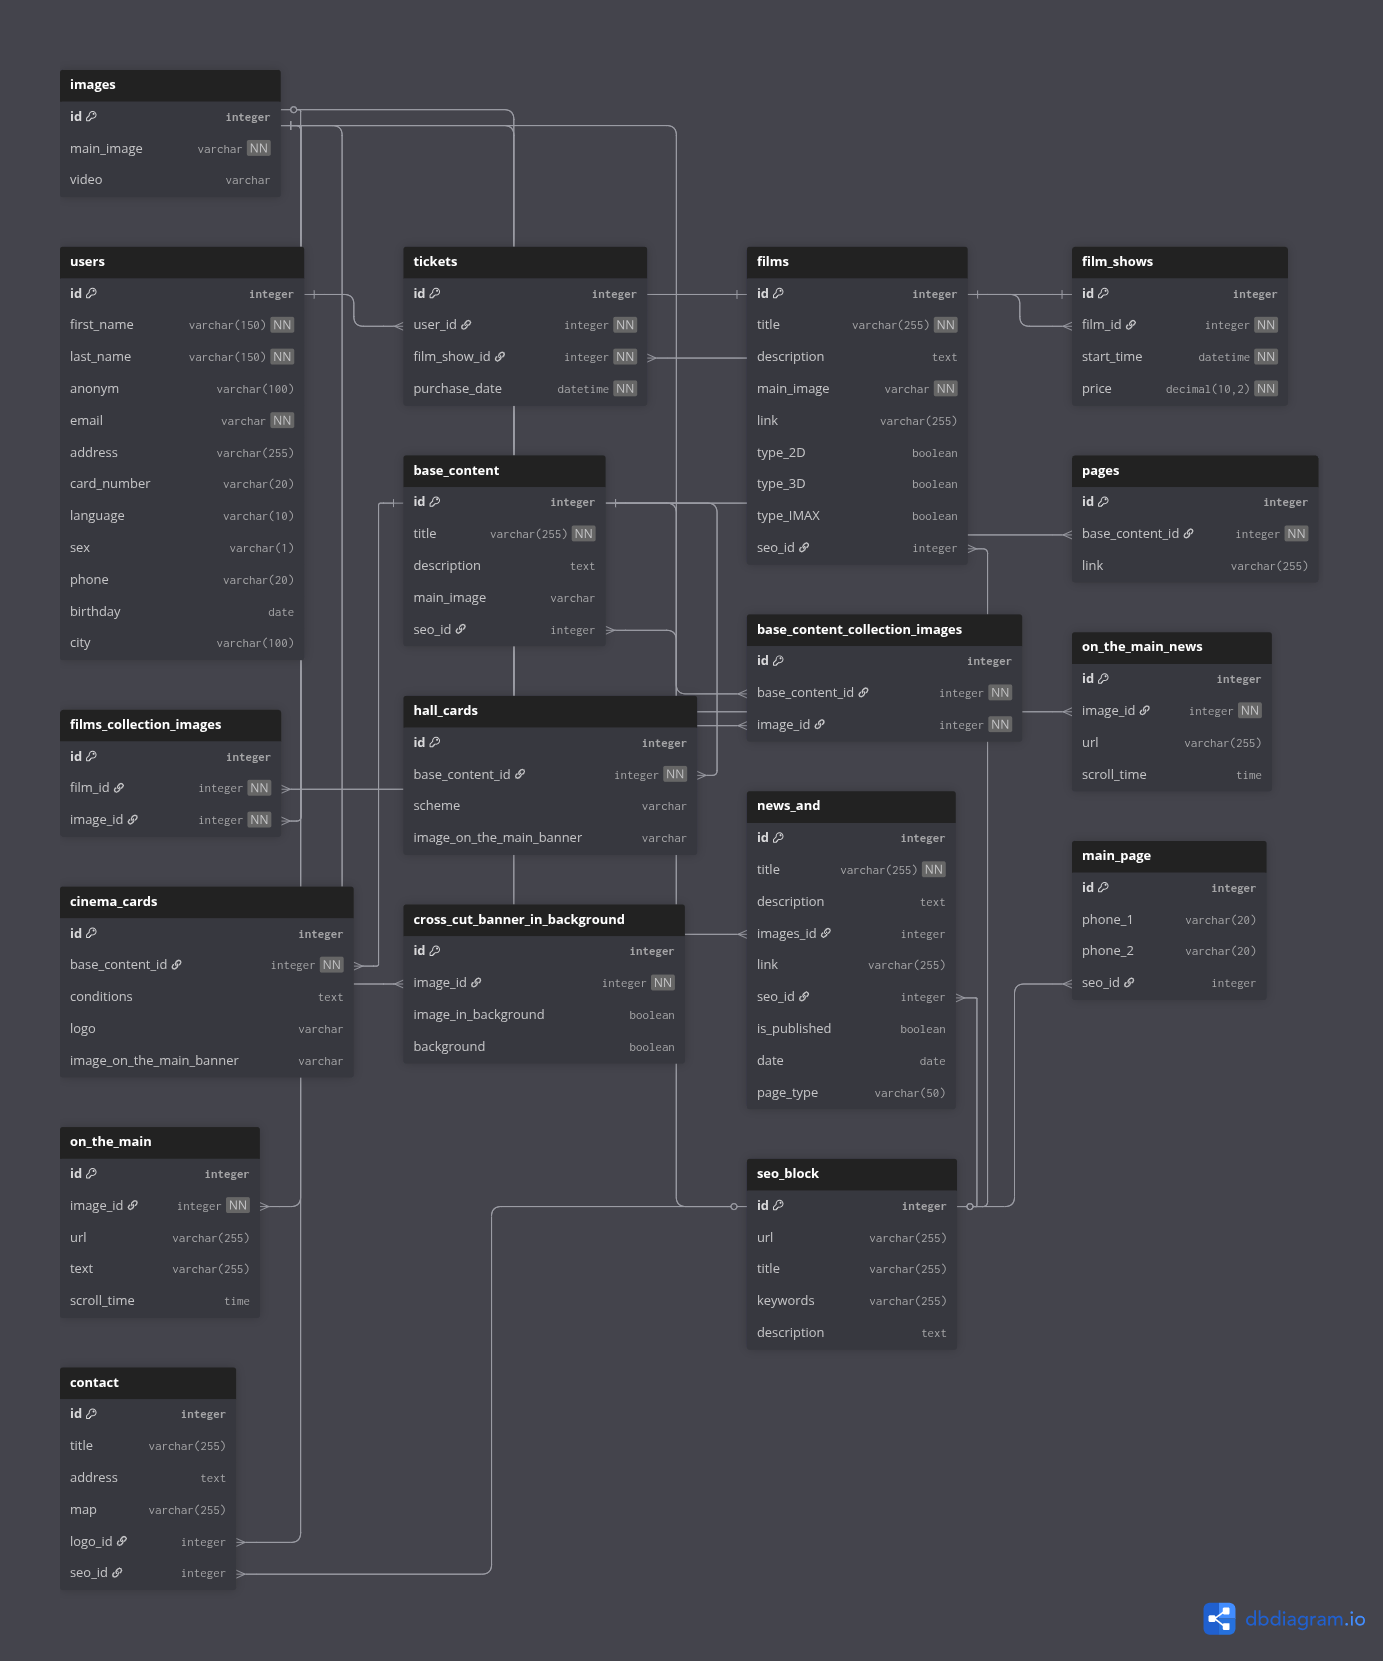 images
id integer
main_image varchar NN
video varchar
users
id integer
first_name varchar(150) NN
last_name varchar(150) NN
anonym varchar(100)
email varchar NN
address varchar(255)
card_number varchar(20)
language varchar(10)
sex varchar(1)
phone varchar(20)
birthday date
city varchar(100)
tickets
id integer
user_id integer NN
film_show_id integer NN
purchase_date datetime NN
films
id integer
title varchar(255) NN
description text
main_image varchar NN
link varchar(255)
type_2D boolean
type_3D boolean
type_IMAX boolean
seo_id integer
film_shows
id integer
film_id integer NN
start_time datetime NN
price decimal(10,2) NN
base_content
id integer
title varchar(255) NN
description text
main_image varchar
seo_id integer
pages
id integer
base_content_id integer NN
link varchar(255)
base_content_collection_images
id integer
base_content_id integer NN
image_id integer NN
on_the_main_news
id integer
image_id integer NN
url varchar(255)
scroll_time time
films_collection_images
id integer
film_id integer NN
image_id integer NN
hall_cards
id integer
base_content_id integer NN
scheme varchar
image_on_the_main_banner varchar
news_and
id integer
title varchar(255) NN
description text
images_id integer
link varchar(255)
seo_id integer
is_published boolean
date date
page_type varchar(50)
main_page
id integer
phone_1 varchar(20)
phone_2 varchar(20)
seo_id integer
cinema_cards
id integer
base_content_id integer NN
conditions text
logo varchar
image_on_the_main_banner varchar
cross_cut_banner_in_background
id integer
image_id integer NN
image_in_background boolean
background boolean
on_the_main
id integer
image_id integer NN
url varchar(255)
text varchar(255)
scroll_time time
seo_block
id integer
url varchar(255)
title varchar(255)
keywords varchar(255)
description text
contact
id integer
title varchar(255)
address text
map varchar(255)
logo_id integer
seo_id integer
dbdiagram.io